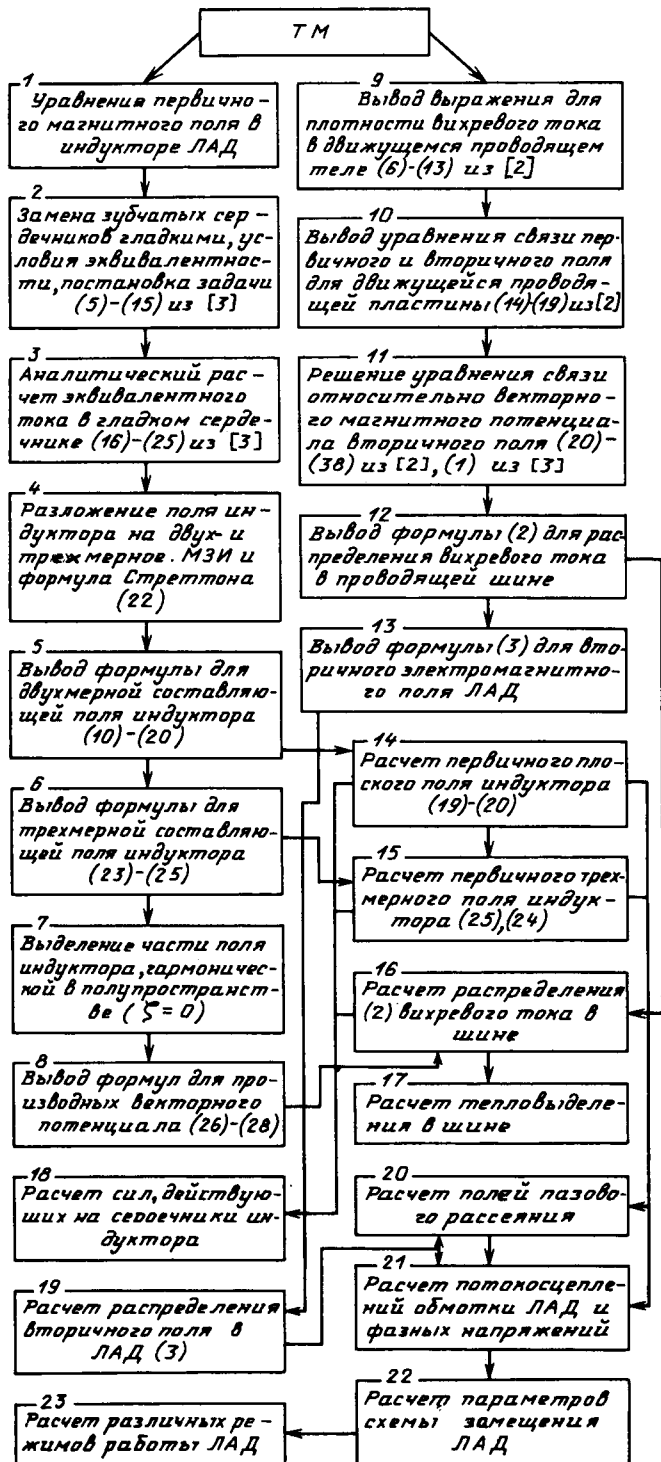 ТМ
1
Уравнения первично-
го магнитного поля в
индукторе ЛАД
2
Замена зубчатых сер-
дечников гладкими, ус-
ловия эквивалентнос-
ти, постановка задачи
(5)-(15) из [3]
3
Аналитический рас-
чет эквивалентного
тока в гладком сердеч-
нике (16)-(25) из [3]
4
Разложение поля ин-
дуктора на двух- и
трехмерное. МЗИ и
формула Стреттона
(22)
5
Вывод формулы для
двухмерной составляю-
щей поля индуктора
(10)-(20)
6
Вывод формулы для
трехмерной составляю-
щей поля индуктора
(23)-(25)
7
Выделение части поля
индуктора, гармоничес-
кой в полупространст-
ве (ζ = 0)
8
Вывод формул для про-
изводных векторного
потенциала (26)-(28)
18
Расчет сил, действую-
щих на сердечники ин-
дуктора
19
Расчет распределения
вторичного поля в
ЛАД (3)
23
Расчет различных ре-
жимов работы ЛАД
9
Вывод выражения для
плотности вихревого тока
в движущемся проводящем
теле (6)-(13) из [2]
10
Вывод уравнения связи пер-
вичного и вторичного поля
для движущейся проводя-
щей пластины (14)-(19) из [2]
11
Решение уравнения связи
относительно векторно-
го магнитного потенциа-
ла вторичного поля (20)-
(38) из [2], (1) из [3]
12
Вывод формулы (2) для рас-
пределения вихревого тока
в проводящей шине
13
Вывод формулы (3) для вто-
ричного электромагнитно-
го поля ЛАД
14
Расчет первичного плос-
кого поля индуктора
(19)-(20)
15
Расчет первичного трех-
мерного поля индук-
тора (25), (24)
16
Расчет распределения
(2) вихревого тока в
шине
17
Расчет тепловыделе-
ния в шине
20
Расчет полей пазово-
го рассеяния
21
Расчет потокосцепле-
ний обмотки ЛАД и
фазных напряжений
22
Расчет параметров
схемы замещения
ЛАД